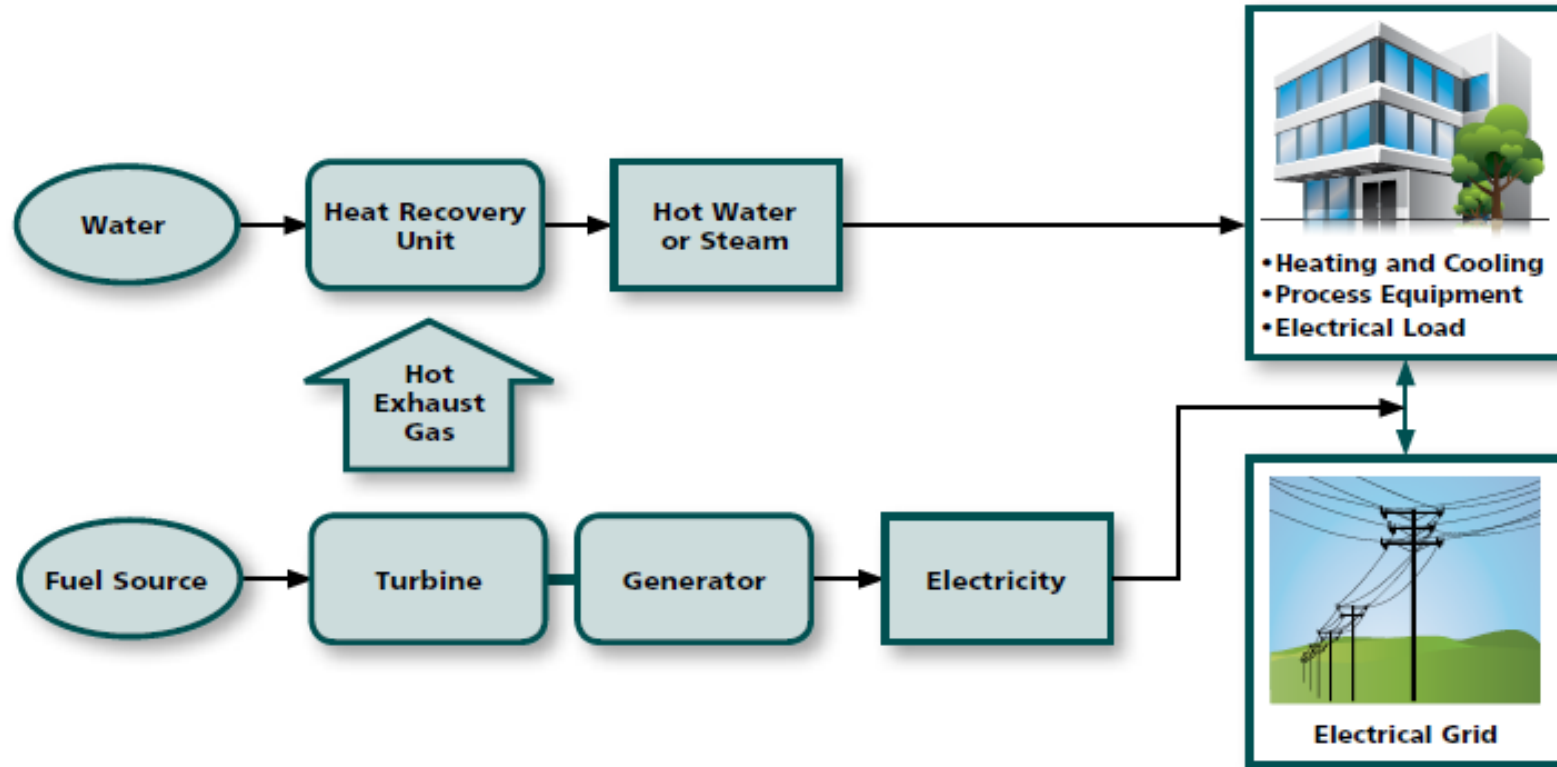 Water
Heat Recovery
Unit
Hot Water
or Steam
•Heating and Cooling
•Process Equipment
•Electrical Load
Hot
Exhaust
Gas
Fuel Source
Turbine
Generator
Electricity
Electrical Grid